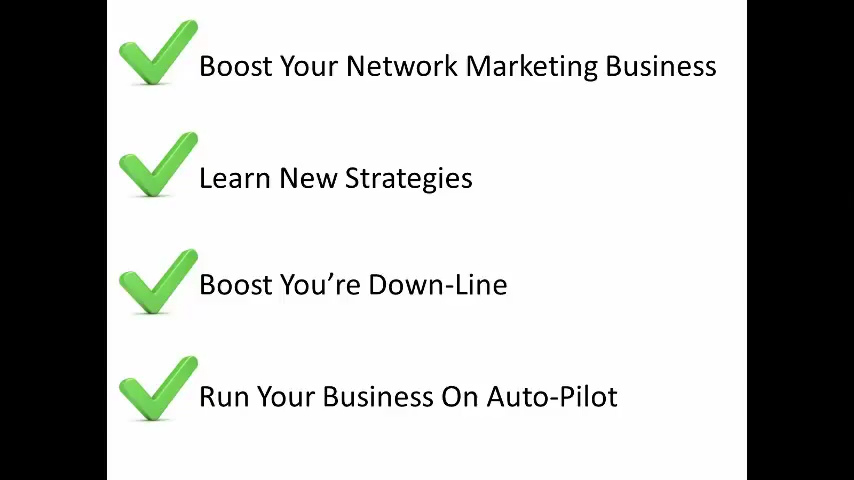 Boost Your Network Marketing Business
Learn New Strategies
Boost You’re Down-Line
Run Your Business On Auto-Pilot